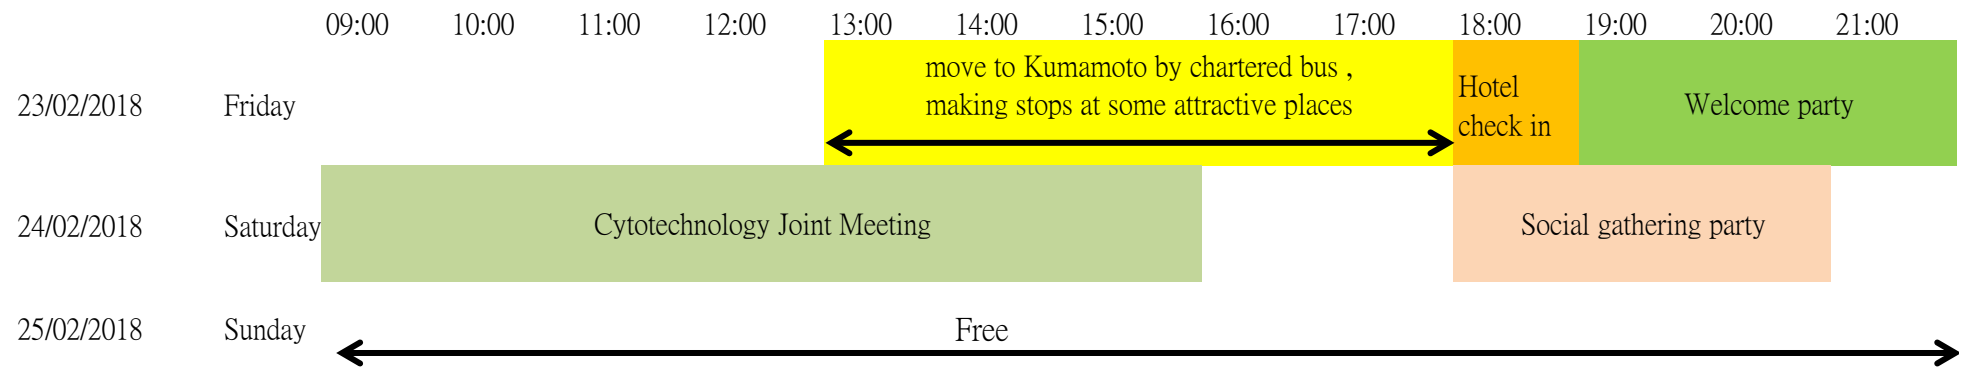 09:00 10:00 11:00 12:00 13:00 14:00 15:00 16:00 17:00 18:00 19:00 20:00 21:00
23/02/2018 Friday
move to Kumamoto by chartered bus ,
making stops at some attractive places
Hotel
check in
Welcome party
24/02/2018 Saturday Cytotechnology Joint Meeting Social gathering party
25/02/2018 Sunday Free